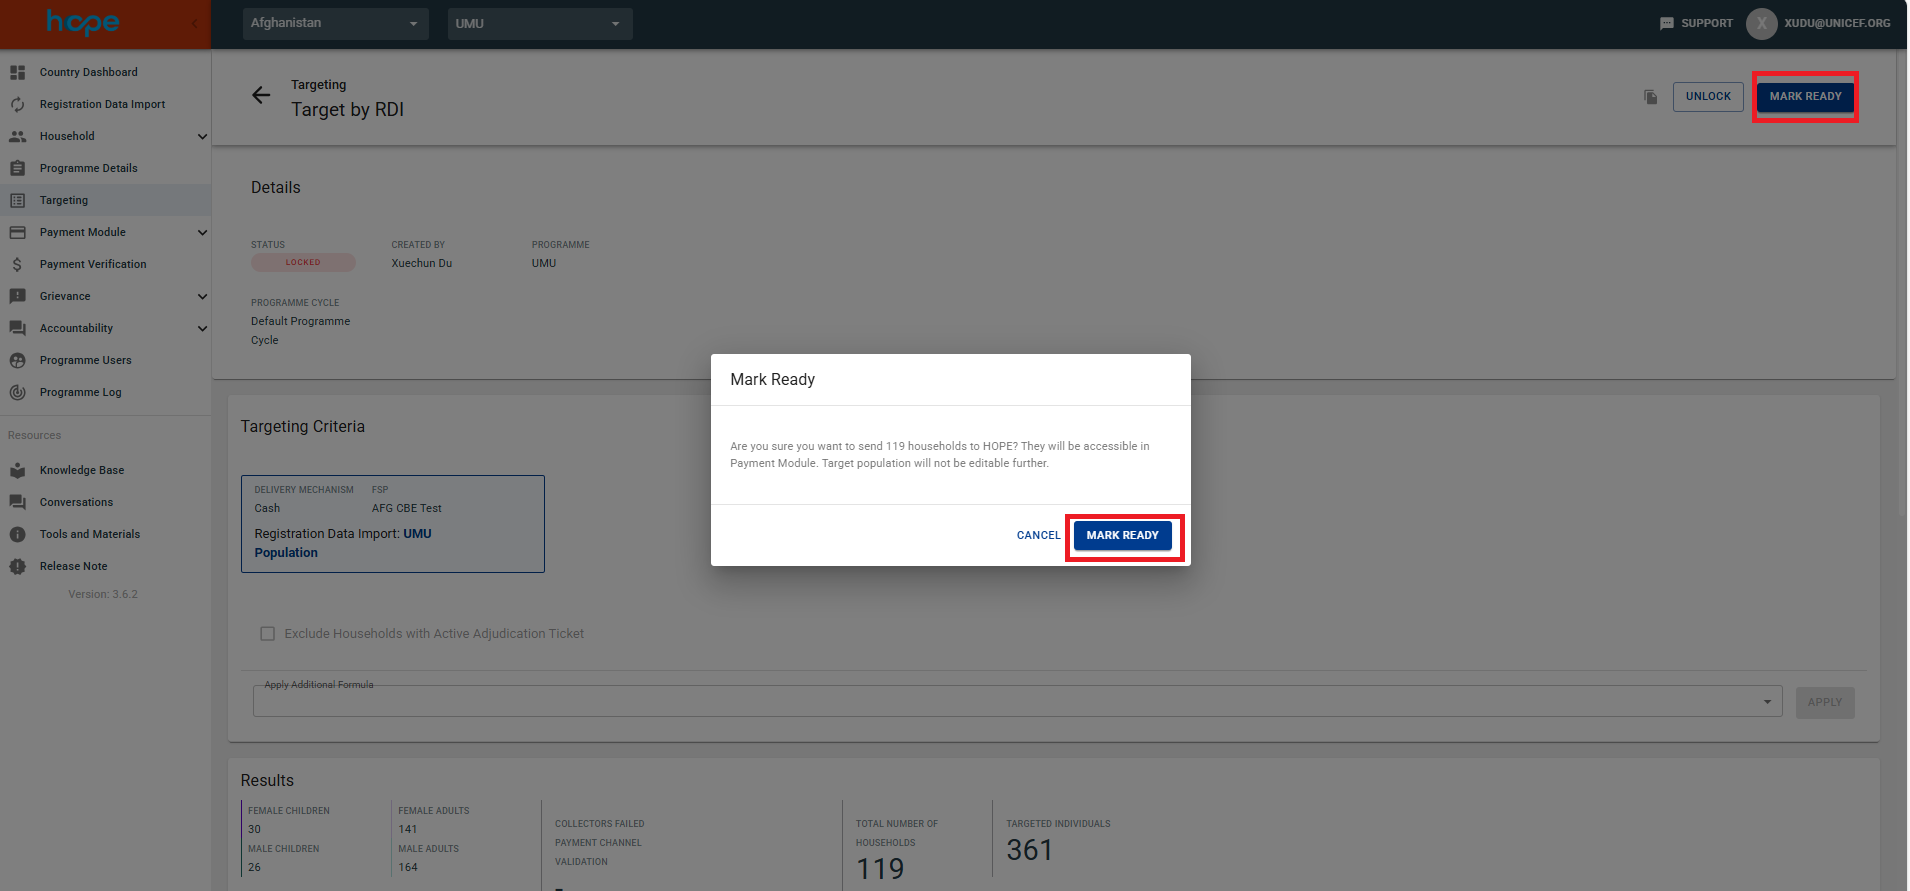 hope
Afghanistan
UMU
SUPPORT
X
XUDU@UNICEF.ORG
Country Dashboard
Registration Data Import
Household
Programme Details
Targeting
Payment Module
Payment Verification
Grievance
Accountability
Programme Users
Programme Log
Resources
Knowledge Base
Conversations
Tools and Materials
Release Note
Version: 3.6.2
Targeting
Target by RDI
UNLOCK
MARK READY
Details
STATUS
LOCKED
CREATED BY
Xuechun Du
PROGRAMME
UMU
PROGRAMME CYCLE
Default Programme
Cycle
Targeting Criteria
DELIVERY MECHANISM
Cash
FSP
AFG CBE Test
Registration Data Import: UMU
Population
Exclude Households with Active Adjudication Ticket
Apply Additional Formula
APPLY
Mark Ready
Are you sure you want to send 119 households to HOPE? They will be accessible in
Payment Module. Target population will not be editable further.
CANCEL
MARK READY
Results
FEMALE CHILDREN
30
MALE CHILDREN
26
FEMALE ADULTS
141
MALE ADULTS
164
COLLECTORS FAILED
PAYMENT CHANNEL
VALIDATION
TOTAL NUMBER OF
HOUSEHOLDS
119
TARGETED INDIVIDUALS
361